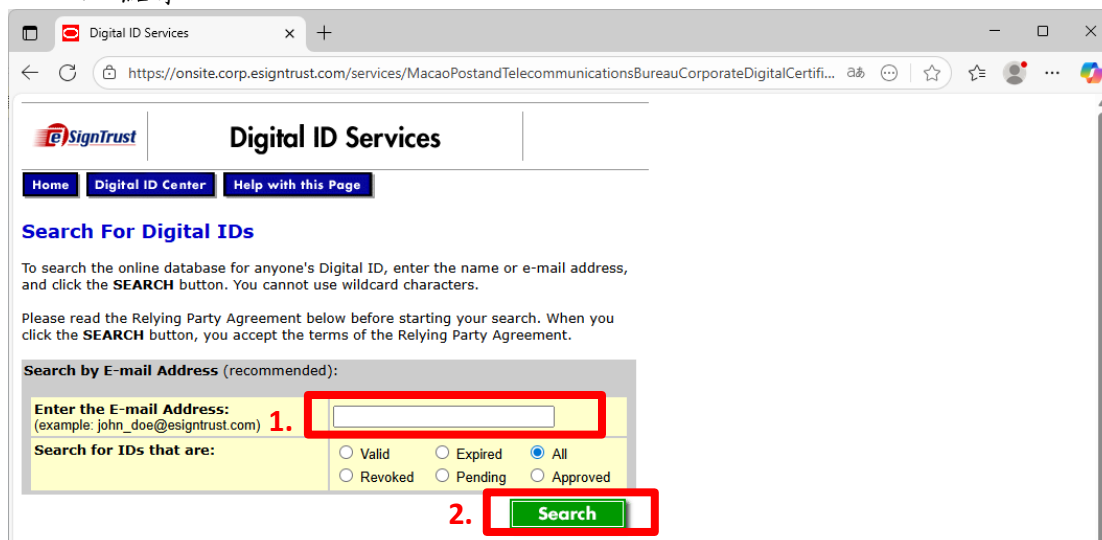 Digital ID Services
https://onsite.corp.esigntrust.com/services/MacaoPostandTelecommunicationsBureauCorporateDigitalCertifi...
eSignTrust
Digital ID Services
Home Digital ID Center Help with this Page
Search For Digital IDs
To search the online database for anyone's Digital ID, enter the name or e-mail address,
and click the SEARCH button. You cannot use wildcard characters.
Please read the Relying Party Agreement below before starting your search. When you
click the SEARCH button, you accept the terms of the Relying Party Agreement.
Search by E-mail Address (recommended):
Enter the E-mail Address:
(example: john_doe@esigntrust.com) 1.
Search for IDs that are: Valid Expired All
Revoked Pending Approved
2. Search